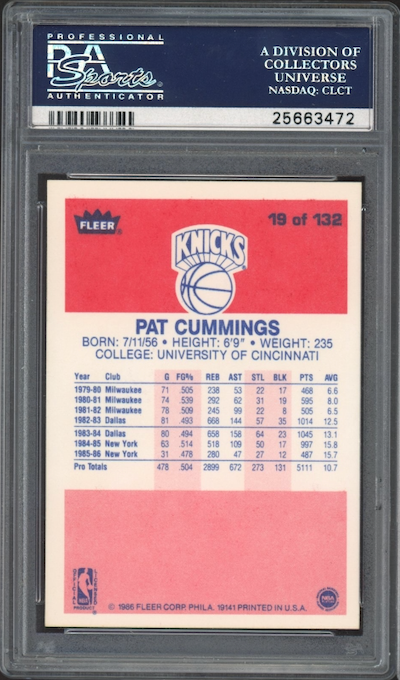 PROFESSIONAL
PSA
Sports
AUTHENTICATOR
A DIVISION OF
COLLECTORS
UNIVERSE
NASDAQ: CLCT
25663472
FLEER®
19 of 132
KNICKS
PAT CUMMINGS
BORN: 7/11/56 • HEIGHT: 6'9" • WEIGHT: 235
COLLEGE: UNIVERSITY OF CINCINNATI
Year Club G FG% REB AST STL BLK PTS AVG
1979-80 Milwaukee 71 .505 238 53 22 17 468 6.6
1980-81 Milwaukee 74 .539 292 62 31 19 595 8.0
1981-82 Milwaukee 78 .509 245 99 22 8 505 6.5
1982-83 Dallas 81 .493 668 144 57 35 1014 12.5
1983-84 Dallas 80 .494 658 158 64 23 1045 13.1
1984-85 New York 63 .514 518 109 50 17 997 15.8
1985-86 New York 31 .478 280 47 27 12 487 15.7
Pro Totals 478 .504 2899 672 273 131 5111 10.7
OFFICIAL
LICENSED
NBA
PRODUCT
© 1986 FLEER CORP. PHILA. 19141 PRINTED IN U.S.A.
NBA